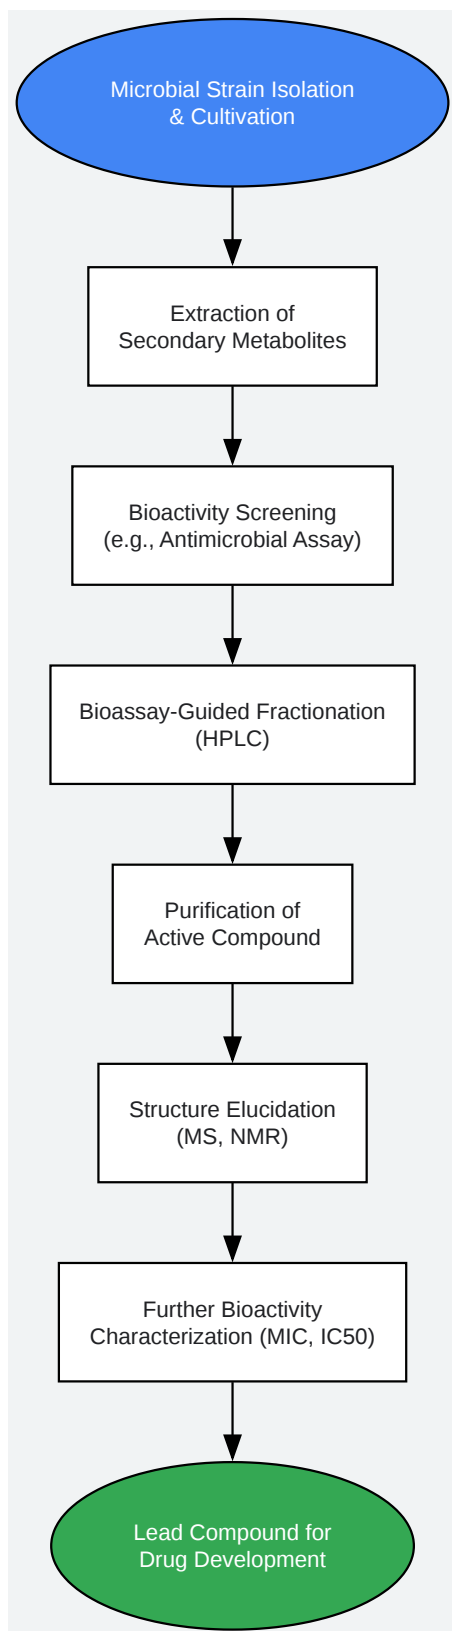 Microbial Strain Isolation
& Cultivation
Extraction of
Secondary Metabolites
Bioactivity Screening
(e.g., Antimicrobial Assay)
Bioassay-Guided Fractionation
(HPLC)
Purification of
Active Compound
Structure Elucidation
(MS, NMR)
Further Bioactivity
Characterization (MIC, IC50)
Lead Compound for
Drug Development